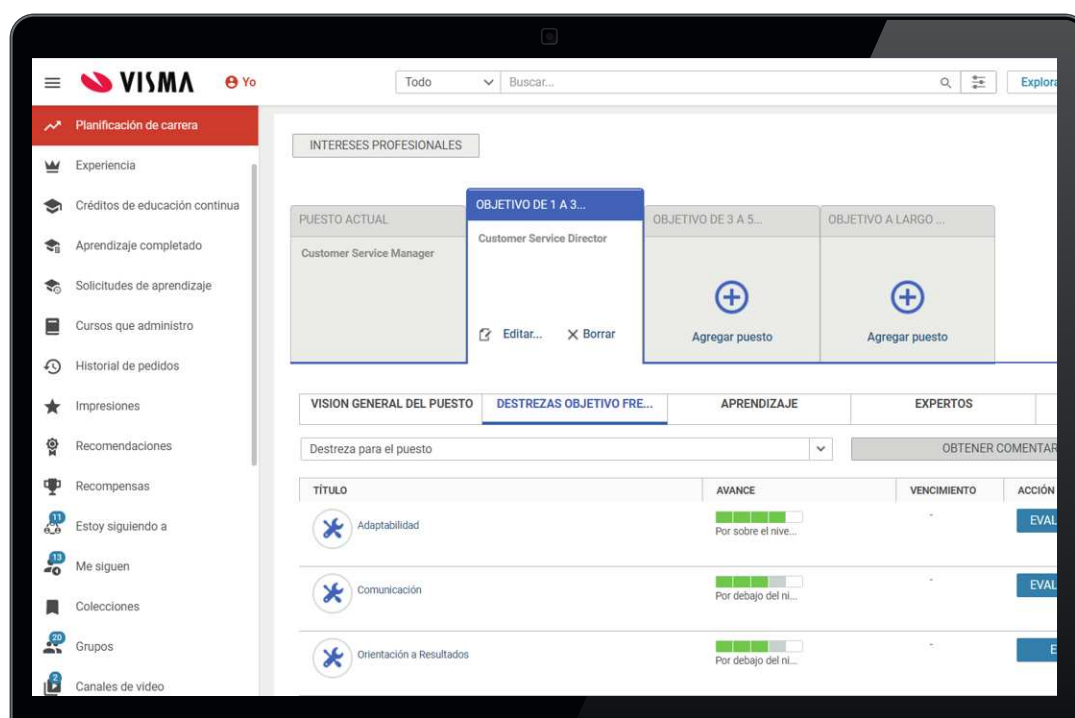 VISMA
Yo
Todo
Buscar...
Explora
Planificación de carrera
Experiencia
Créditos de educación continua
Aprendizaje completado
Solicitudes de aprendizaje
Cursos que administro
Historial de pedidos
Impresiones
Recomendaciones
Recompensas
11
Estoy siguiendo a
13
Me siguen
Colecciones
20
Grupos
2
Canales de video
INTERESES PROFESIONALES
PUESTO ACTUAL
Customer Service Manager
OBJETIVO DE 1 A 3...
Customer Service Director
Editar...
Borrar
OBJETIVO DE 3 A 5...
Agregar puesto
OBJETIVO A LARGO ...
Agregar puesto
VISION GENERAL DEL PUESTO
DESTREZAS OBJETIVO FRE...
APRENDIZAJE
EXPERTOS
Destreza para el puesto
OBTENER COMENTAR
TÍTULO
AVANCE
VENCIMIENTO
ACCIÓN
Adaptabilidad
Por sobre el nive...
-
EVAL
Comunicación
Por debajo del ni...
-
EVAL
Orientación a Resultados
Por debajo del ni...
-
E